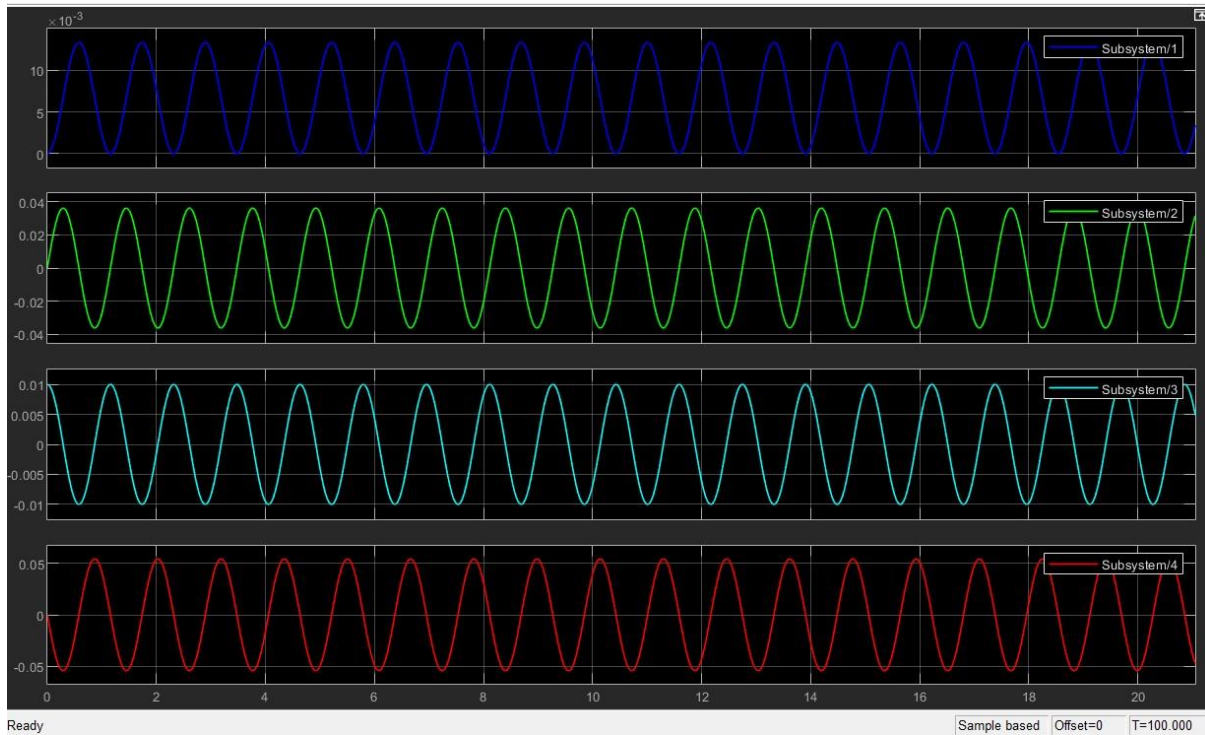 × 10⁻³
Subsystem/1
10
5
0
0.04
Subsystem/2
0.02
0
-0.02
-0.04
0.01
Subsystem/3
0.005
0
-0.005
-0.01
0.05
Subsystem/4
0
-0.05
0 2 4 6 8 10 12 14 16 18 20
Ready Sample based Offset=0 T=100.000